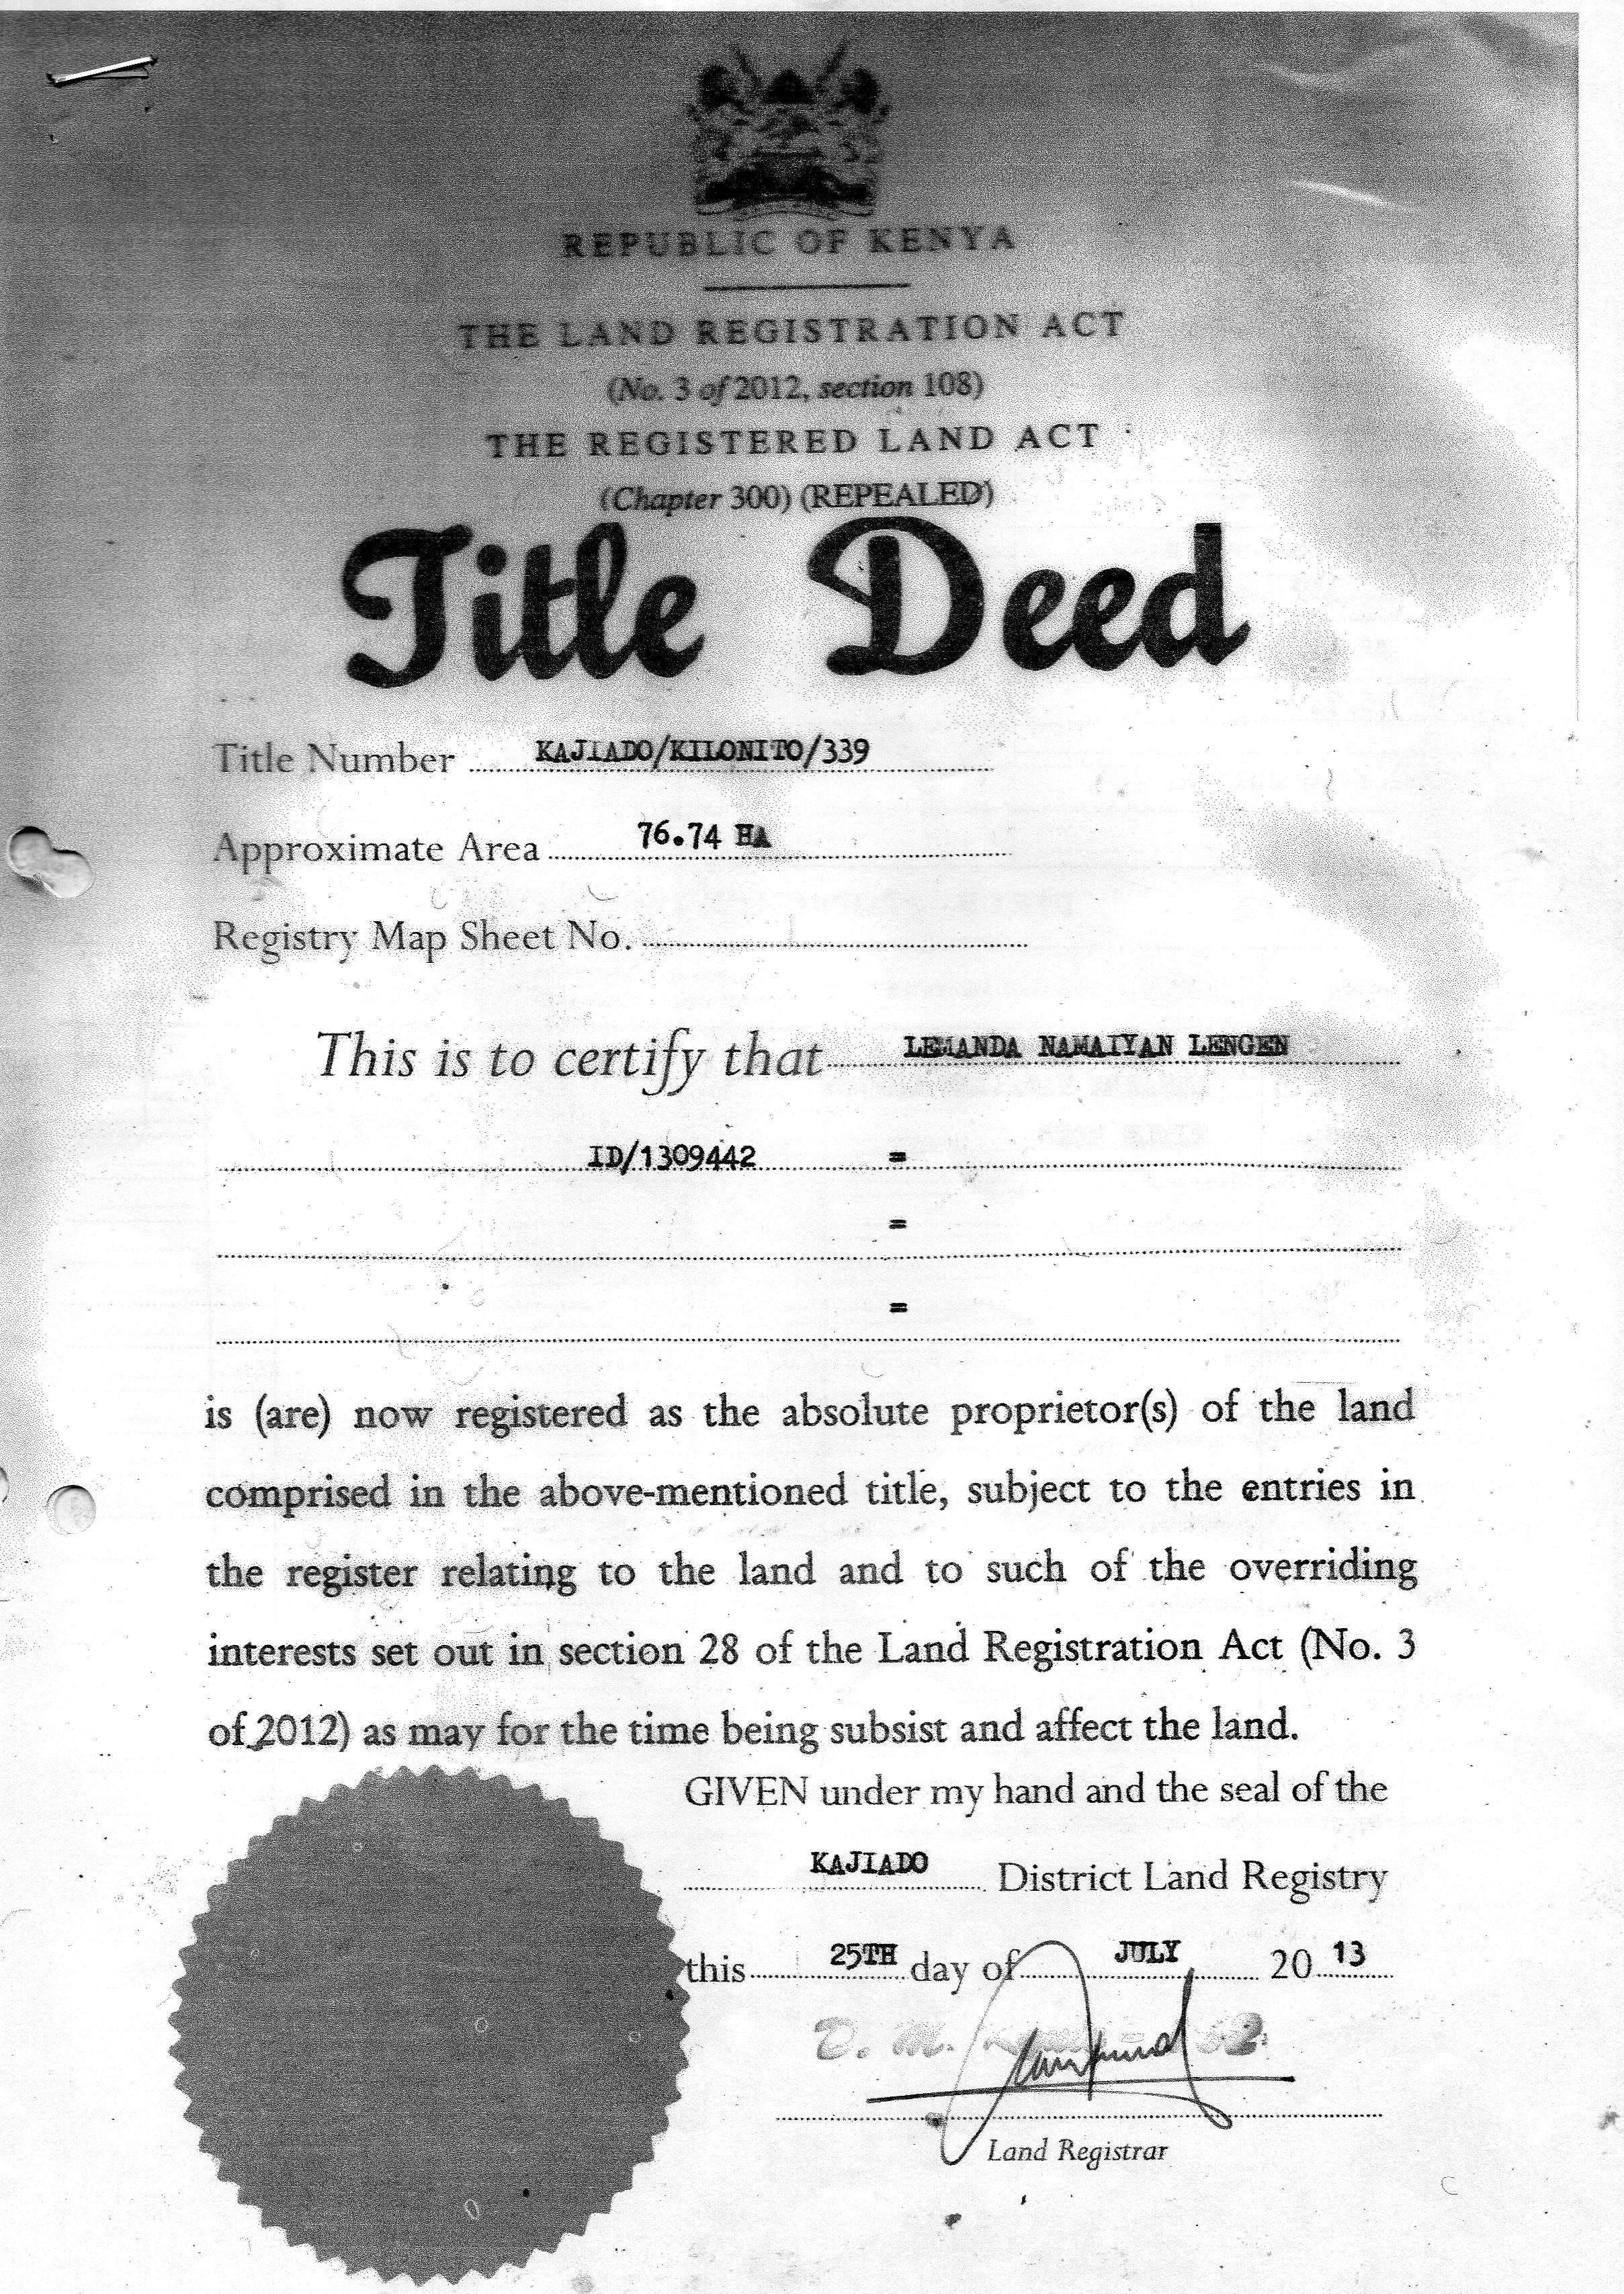 REPUBLIC OF KENYA
THE LAND REGISTRATION ACT
(No. 3 of 2012, section 108)
THE REGISTERED LAND ACT
(Chapter 300) (REPEALED)
Title Deed
Title Number KAJIADO/KILONITO/339
Approximate Area 76.74 HA
Registry Map Sheet No.
This is to certify that LEMANDA NAMAIYAN LENGEN
ID/1309442 =
=
=
is (are) now registered as the absolute proprietor(s) of the land
comprised in the above-mentioned title, subject to the entries in
the register relating to the land and to such of the overriding
interests set out in section 28 of the Land Registration Act (No. 3
of 2012) as may for the time being subsist and affect the land.
GIVEN under my hand and the seal of the
KAJIADO District Land Registry
this 25TH day of JULY 20 13
Land Registrar